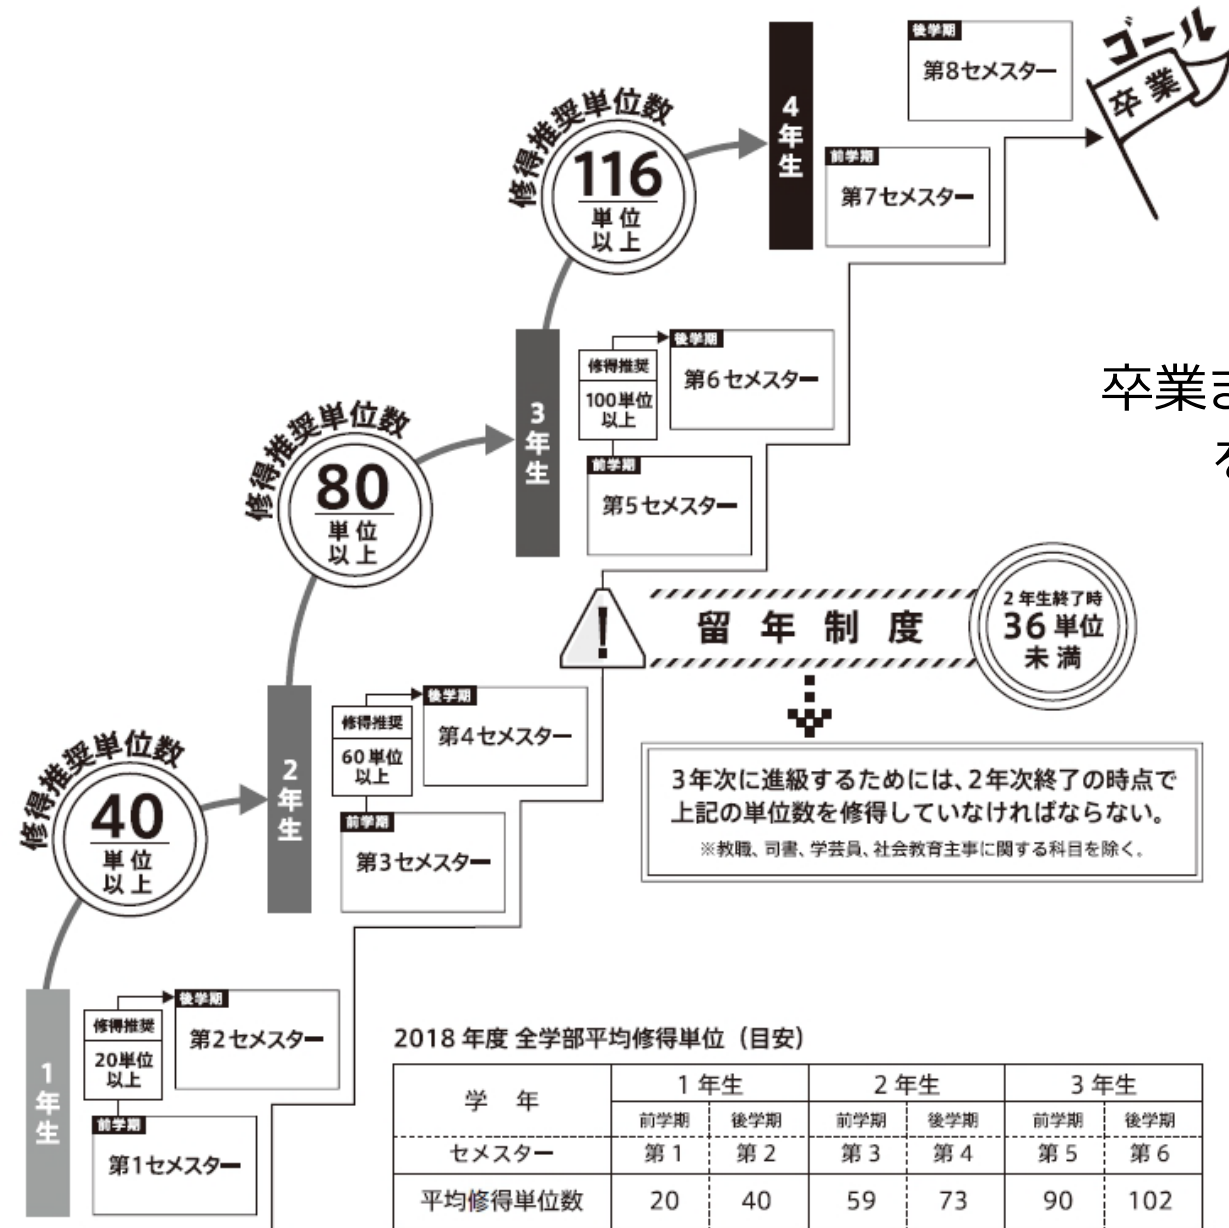 ゴール
卒業
後学期
第8セメスター
4年生
前学期
第7セメスター
修得推奨単位数
116
単位
以上
後学期
第6セメスター
修得推奨
100単位
以上
3年生
前学期
第5セメスター
卒業ま
を
修得推奨単位数
80
単位
以上
!
留年制度
2年生終了時
36単位
未満
3年次に進級するためには、2年次終了の時点で
上記の単位数を修得していなければならない。
※教職、司書、学芸員、社会教育主事に関する科目を除く。
後学期
第4セメスター
修得推奨
60単位
以上
2年生
前学期
第3セメスター
修得推奨単位数
40
単位
以上
後学期
第2セメスター
修得推奨
20単位
以上
1年生
前学期
第1セメスター
2018年度 全学部平均修得単位（目安）
学年 1年生 2年生 3年生
前学期 後学期 前学期 後学期 前学期 後学期
セメスター 第1 第2 第3 第4 第5 第6
平均修得単位数 20 40 59 73 90 102